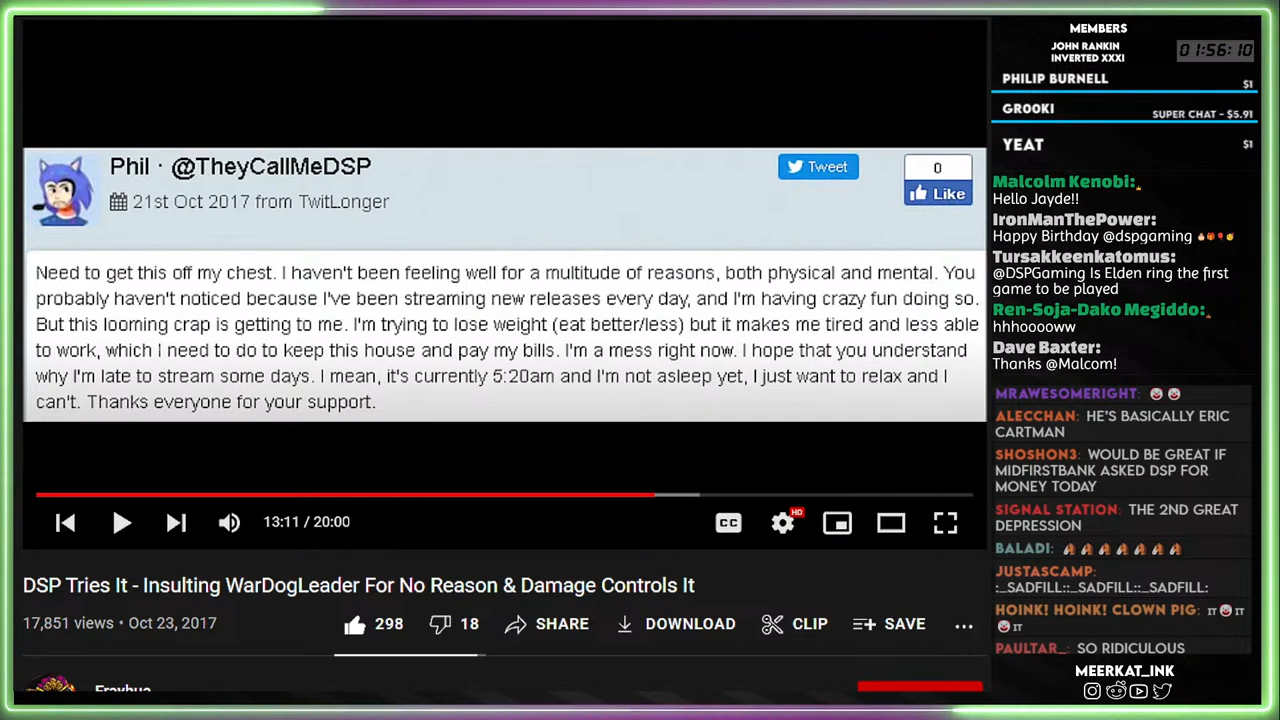 Phil · @TheyCallMeDSP
21st Oct 2017 from TwitLonger
Tweet
0
Like
Need to get this off my chest. I haven't been feeling well for a multitude of reasons, both physical and mental. You
probably haven't noticed because I've been streaming new releases every day, and I'm having crazy fun doing so.
But this looming crap is getting to me. I'm trying to lose weight (eat better/less) but it makes me tired and less able
to work, which I need to do to keep this house and pay my bills. I'm a mess right now. I hope that you understand
why I'm late to stream some days. I mean, it's currently 5:20am and I'm not asleep yet, I just want to relax and I
can't. Thanks everyone for your support.
13:11 / 20:00
CC
HD
DSP Tries It - Insulting WarDogLeader For No Reason & Damage Controls It
17,851 views • Oct 23, 2017
298
18
SHARE
DOWNLOAD
CLIP
SAVE
MEMBERS
JOHN RANKIN
INVERTED XXXI
01:56:10
PHILIP BURNELL $1
GROOKI SUPER CHAT - $5.91
YEAT $1
Malcolm Kenobi:
Hello Jayde!!
IronManThePower:
Happy Birthday @dspgaming
Tursakkeenkatomus:
@DSPGaming Is Elden ring the first
game to be played
Ren-Soja-Dako Megiddo:
hhhoooow
Dave Baxter:
Thanks @Malcom!
MRAWESOMERIGHT:
ALECCHAN: HE'S BASICALLY ERIC
CARTMAN
SHOSHON3: WOULD BE GREAT IF
MIDFIRSTBANK ASKED DSP FOR
MONEY TODAY
SIGNAL STATION: THE 2ND GREAT
DEPRESSION
BALADI:
JUSTASCAMP:
:_SADFILL::_SADFILL::_SADFILL:
HOINK! HOINK! CLOWN PIG: IT IT
IT
PAULTAR_: SO RIDICULOUS
MEERKAT_INK